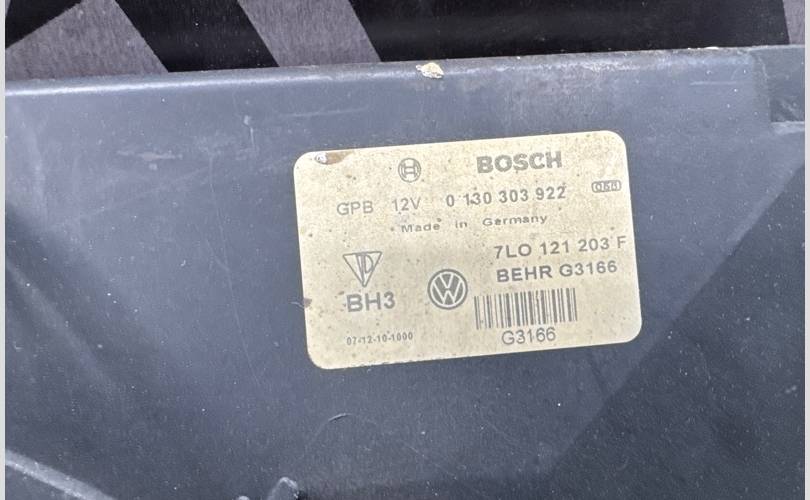 BOSCH
GPB 12V 0 130 303 922
Made in Germany
7L0 121 203 F
BEHR G3166
BH3
07-12-10-1000
G3166